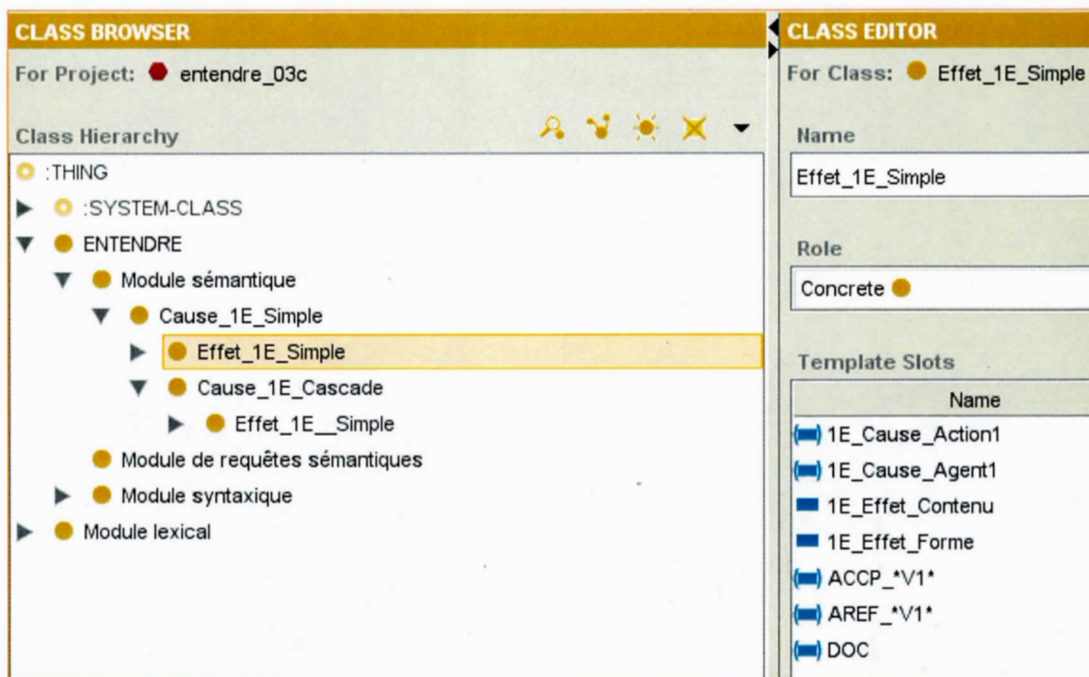 CLASS BROWSER
For Project: entendre_03c
Class Hierarchy
:THING
:SYSTEM-CLASS
ENTENDRE
Module sémantique
Cause_1E_Simple
Effet_1E_Simple
Cause_1E_Cascade
Effet_1E__Simple
Module de requêtes sémantiques
Module syntaxique
Module lexical
CLASS EDITOR
For Class: Effet_1E_Simple
Name
Effet_1E_Simple
Role
Concrete
Template Slots
Name
1E_Cause_Action1
1E_Cause_Agent1
1E_Effet_Contenu
1E_Effet_Forme
ACCP_*V1*
AREF_*V1*
DOC